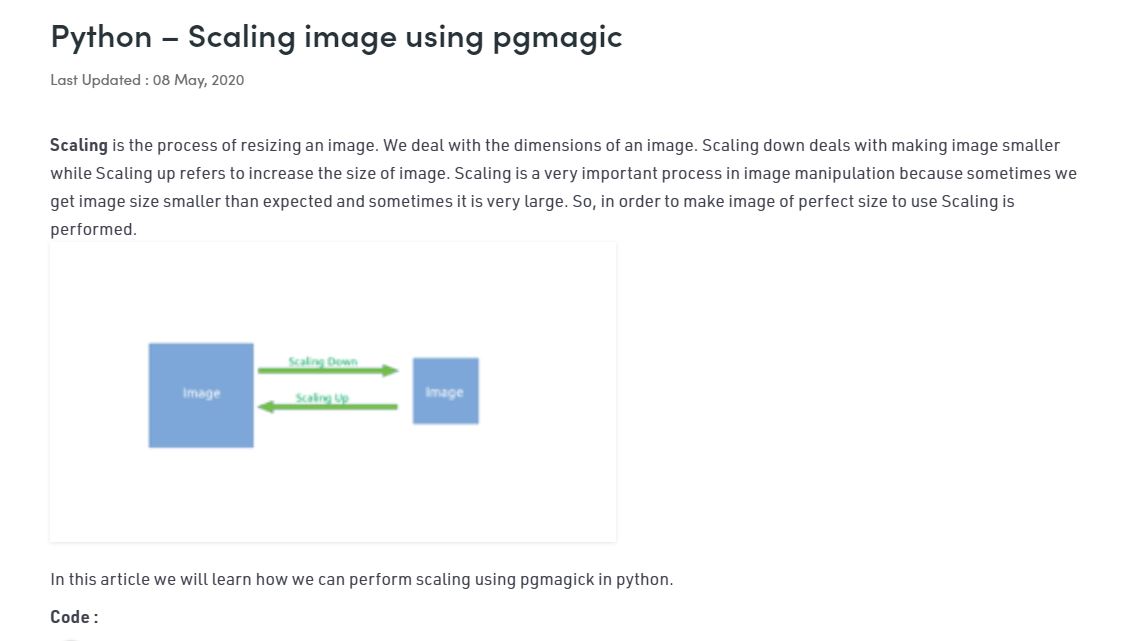 Python – Scaling image using pgmagic
Last Updated : 08 May, 2020
Scaling is the process of resizing an image. We deal with the dimensions of an image. Scaling down deals with making image smaller
while Scaling up refers to increase the size of image. Scaling is a very important process in image manipulation because sometimes we
get image size smaller than expected and sometimes it is very large. So, in order to make image of perfect size to use Scaling is
performed.
Scaling Down
Image
Image
Scaling Up
In this article we will learn how we can perform scaling using pgmagick in python.
Code :